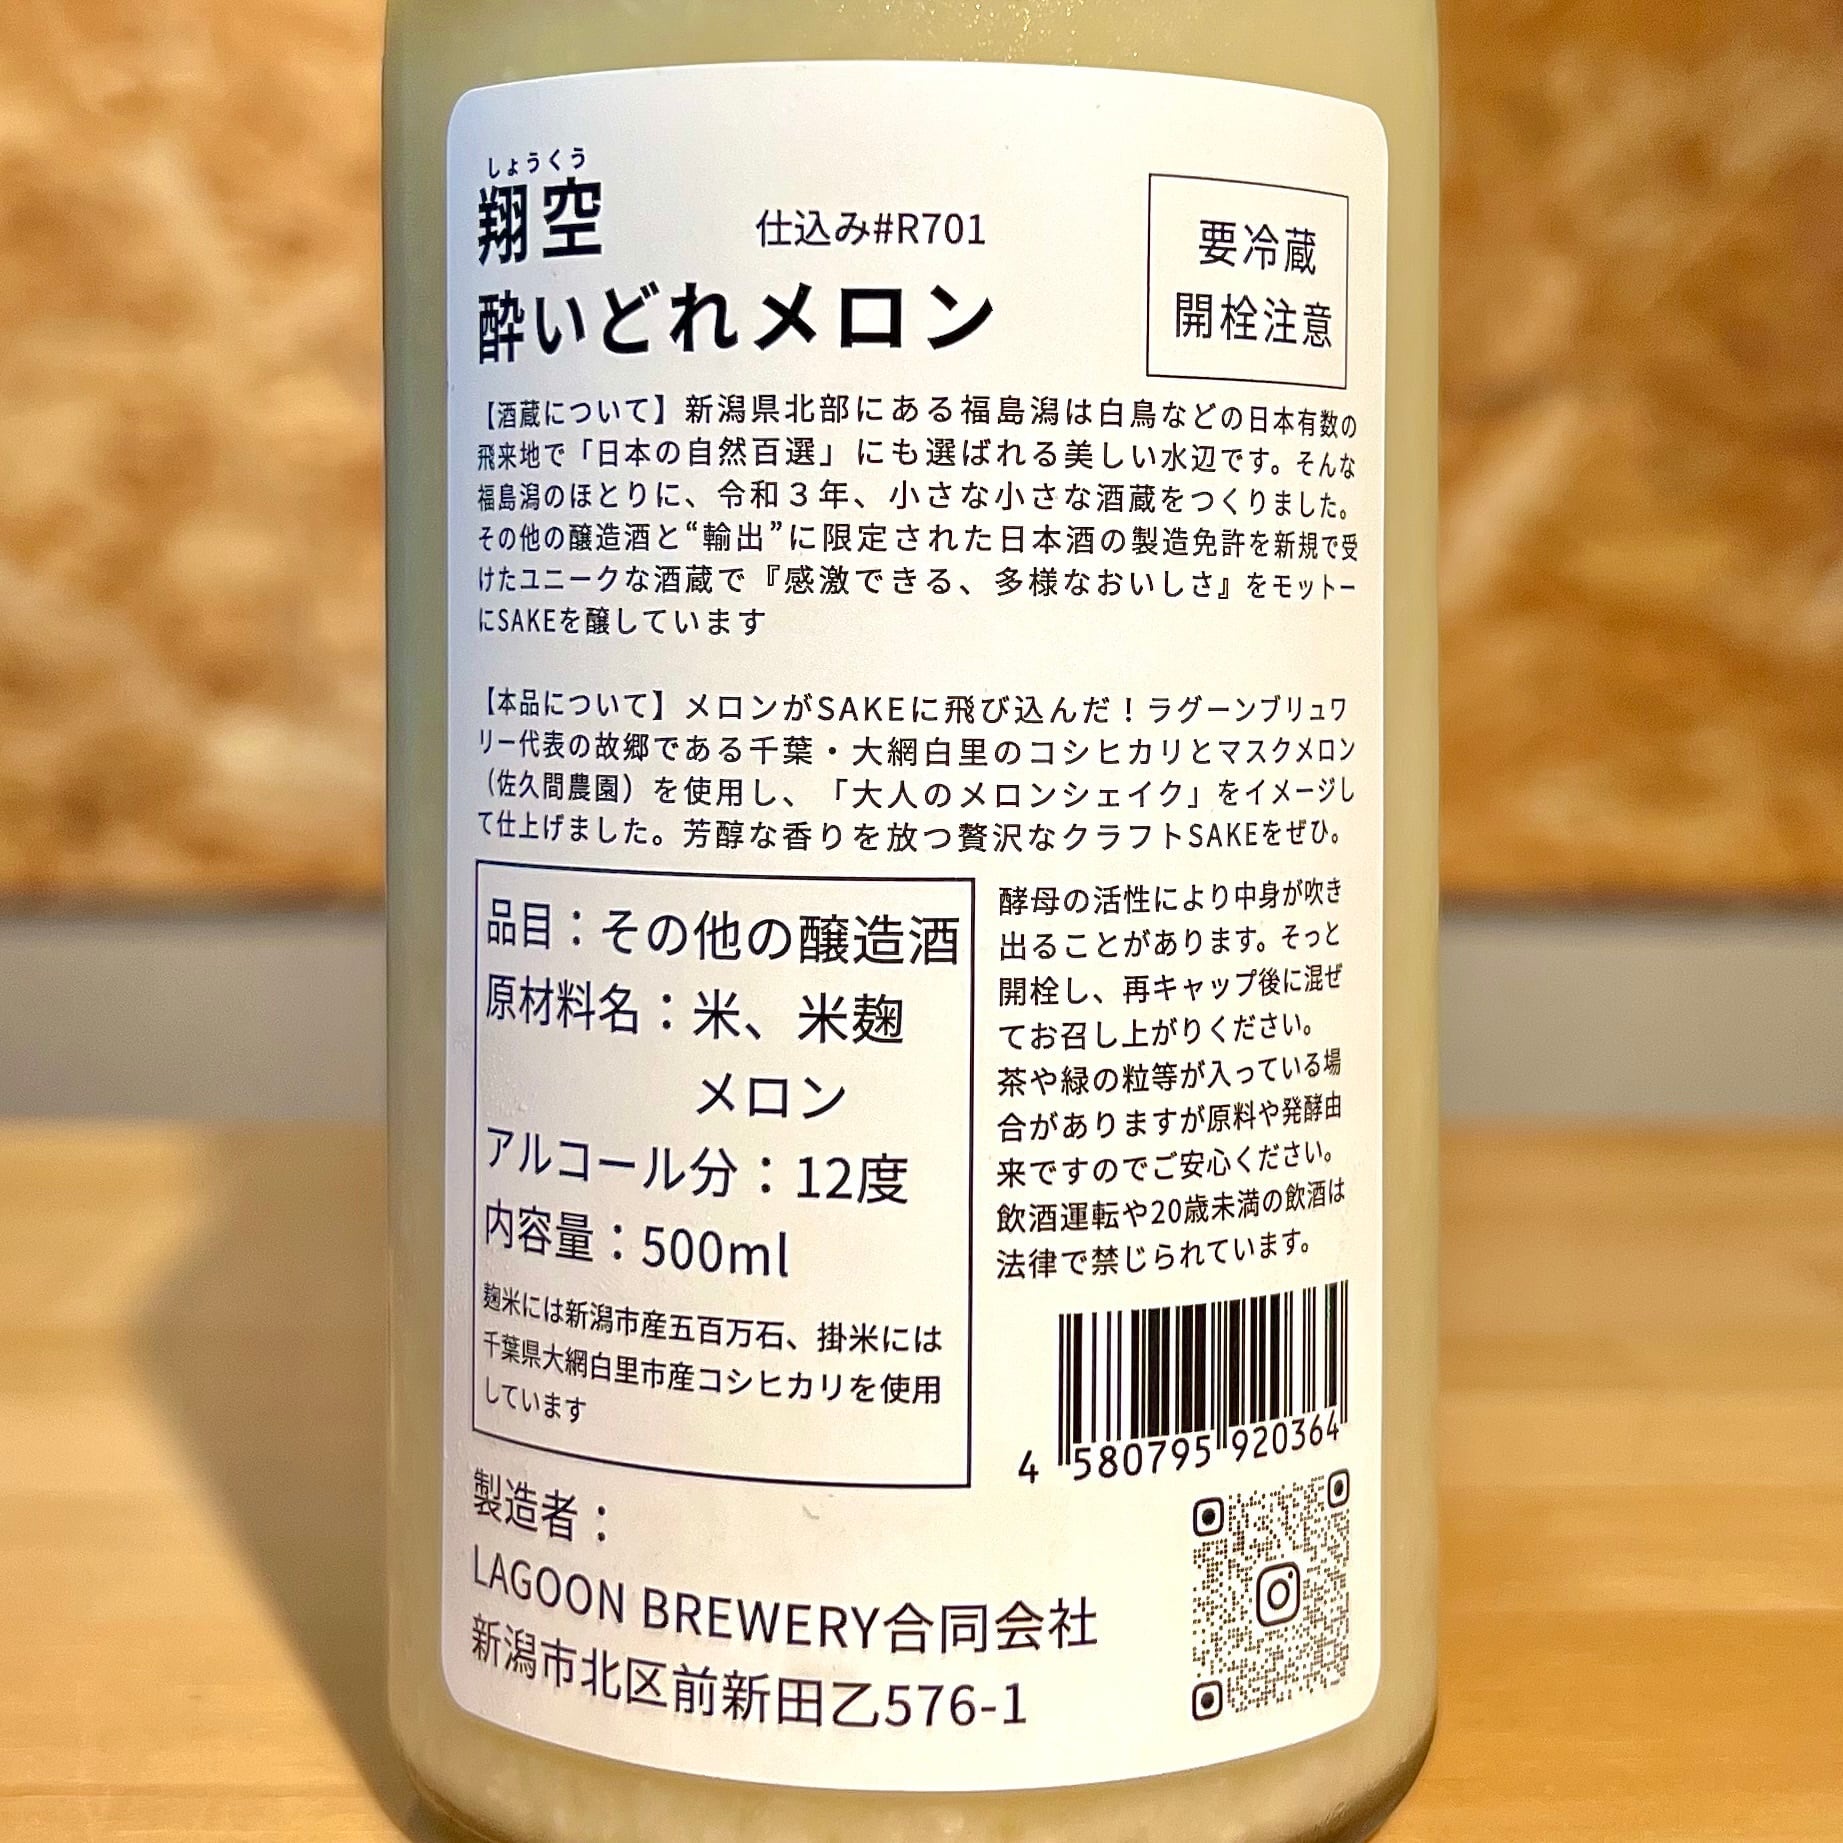 しょうくう
翔空
仕込み#R701
酔いどれメロン
要冷蔵
開栓注意
【酒蔵について】新潟県北部にある福島潟は白鳥などの日本有数の
飛来地で「日本の自然百選」にも選ばれる美しい水辺です。そんな
福島潟のほとりに、令和３年、小さな小さな酒蔵をつくりました。
その他の醸造酒と“輸出”に限定された日本酒の製造免許を新規で受
けたユニークな酒蔵で『感激できる、多様なおいしさ』をモットー
にSAKEを醸しています
【本品について】メロンがSAKEに飛び込んだ！ラグーンブリュワ
リー代表の故郷である千葉・大網白里のコシヒカリとマスクメロン
（佐久間農園）を使用し、「大人のメロンシェイク」をイメージし
て仕上げました。芳醇な香りを放つ贅沢なクラフトSAKEをぜひ。
品目：その他の醸造酒
原材料名：米、米麹
メロン
アルコール分：12度
内容量：500ml
麹米には新潟市産五百万石、掛米には
千葉県大網白里市産コシヒカリを使用
しています
酵母の活性により中身が吹き
出ることがあります。そっと
開栓し、再キャップ後に混ぜ
てお召し上がりください。
茶や緑の粒等が入っている場
合がありますが原料や発酵由
来ですのでご安心ください。
飲酒運転や20歳未満の飲酒は
法律で禁じられています。
4 580795 920364
製造者：
LAGOON BREWERY合同会社
新潟市北区前新田乙576-1